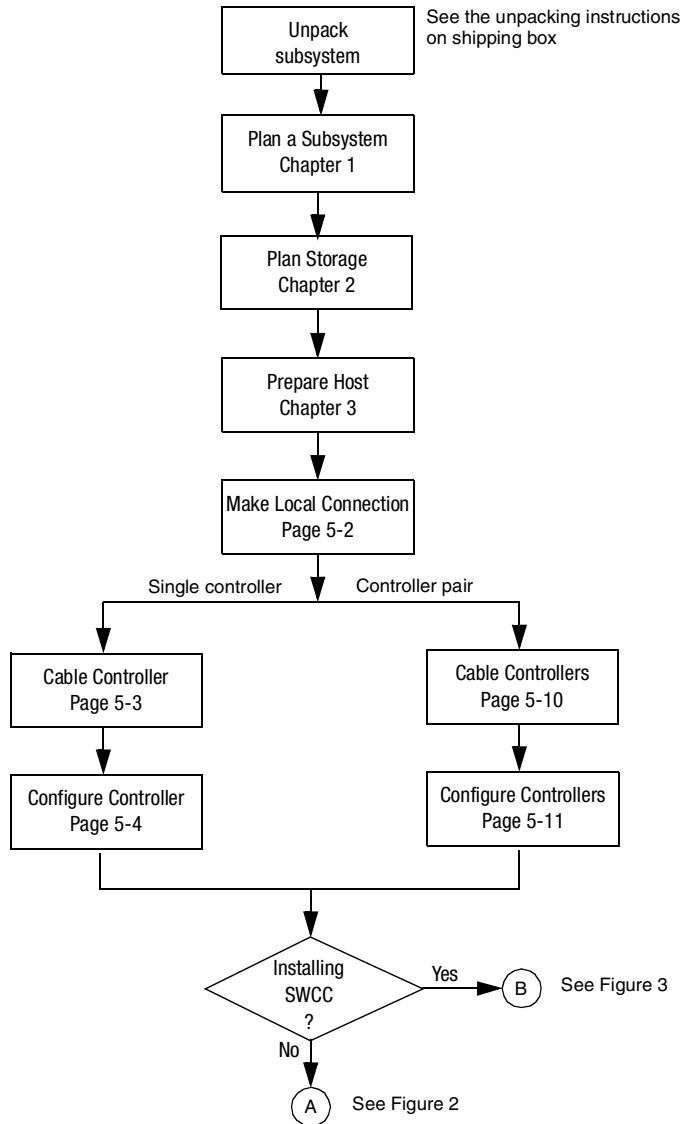 Unpack
subsystem
See the unpacking instructions
on shipping box
Plan a Subsystem
Chapter 1
Plan Storage
Chapter 2
Prepare Host
Chapter 3
Make Local Connection
Page 5-2
Single controller
Controller pair
Cable Controller
Page 5-3
Cable Controllers
Page 5-10
Configure Controller
Page 5-4
Configure Controllers
Page 5-11
Installing
SWCC
?
Yes
B
See Figure 3
No
A
See Figure 2